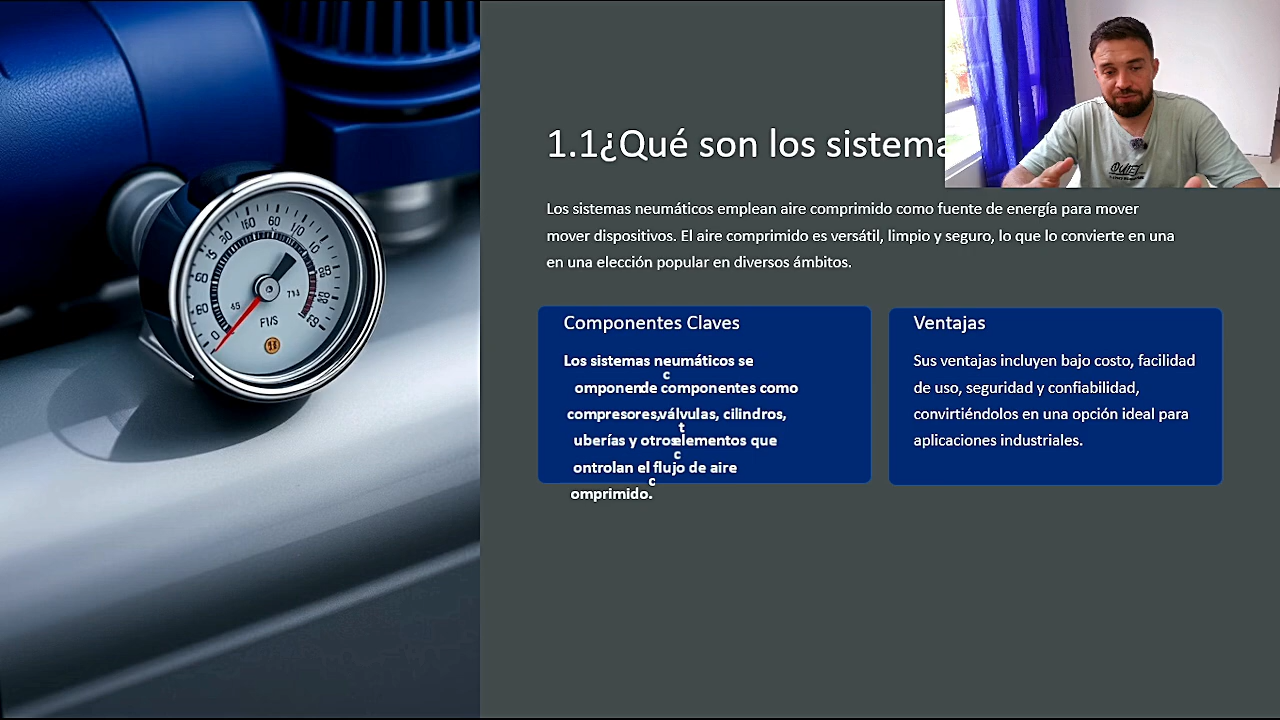 1.1¿Qué son los sistema
Los sistemas neumáticos emplean aire comprimido como fuente de energía para mover
mover dispositivos. El aire comprimido es versátil, limpio y seguro, lo que lo convierte en una
en una elección popular en diversos ámbitos.
Componentes Claves
Los sistemas neumáticos se
c
omponende componentes como
compresores,válvulas, cilindros,
t
uberías y otroselementos que
c
ontrolan el flujo de aire
c
omprimido.
Ventajas
Sus ventajas incluyen bajo costo, facilidad
de uso, seguridad y confiabilidad,
convirtiéndolos en una opción ideal para
aplicaciones industriales.